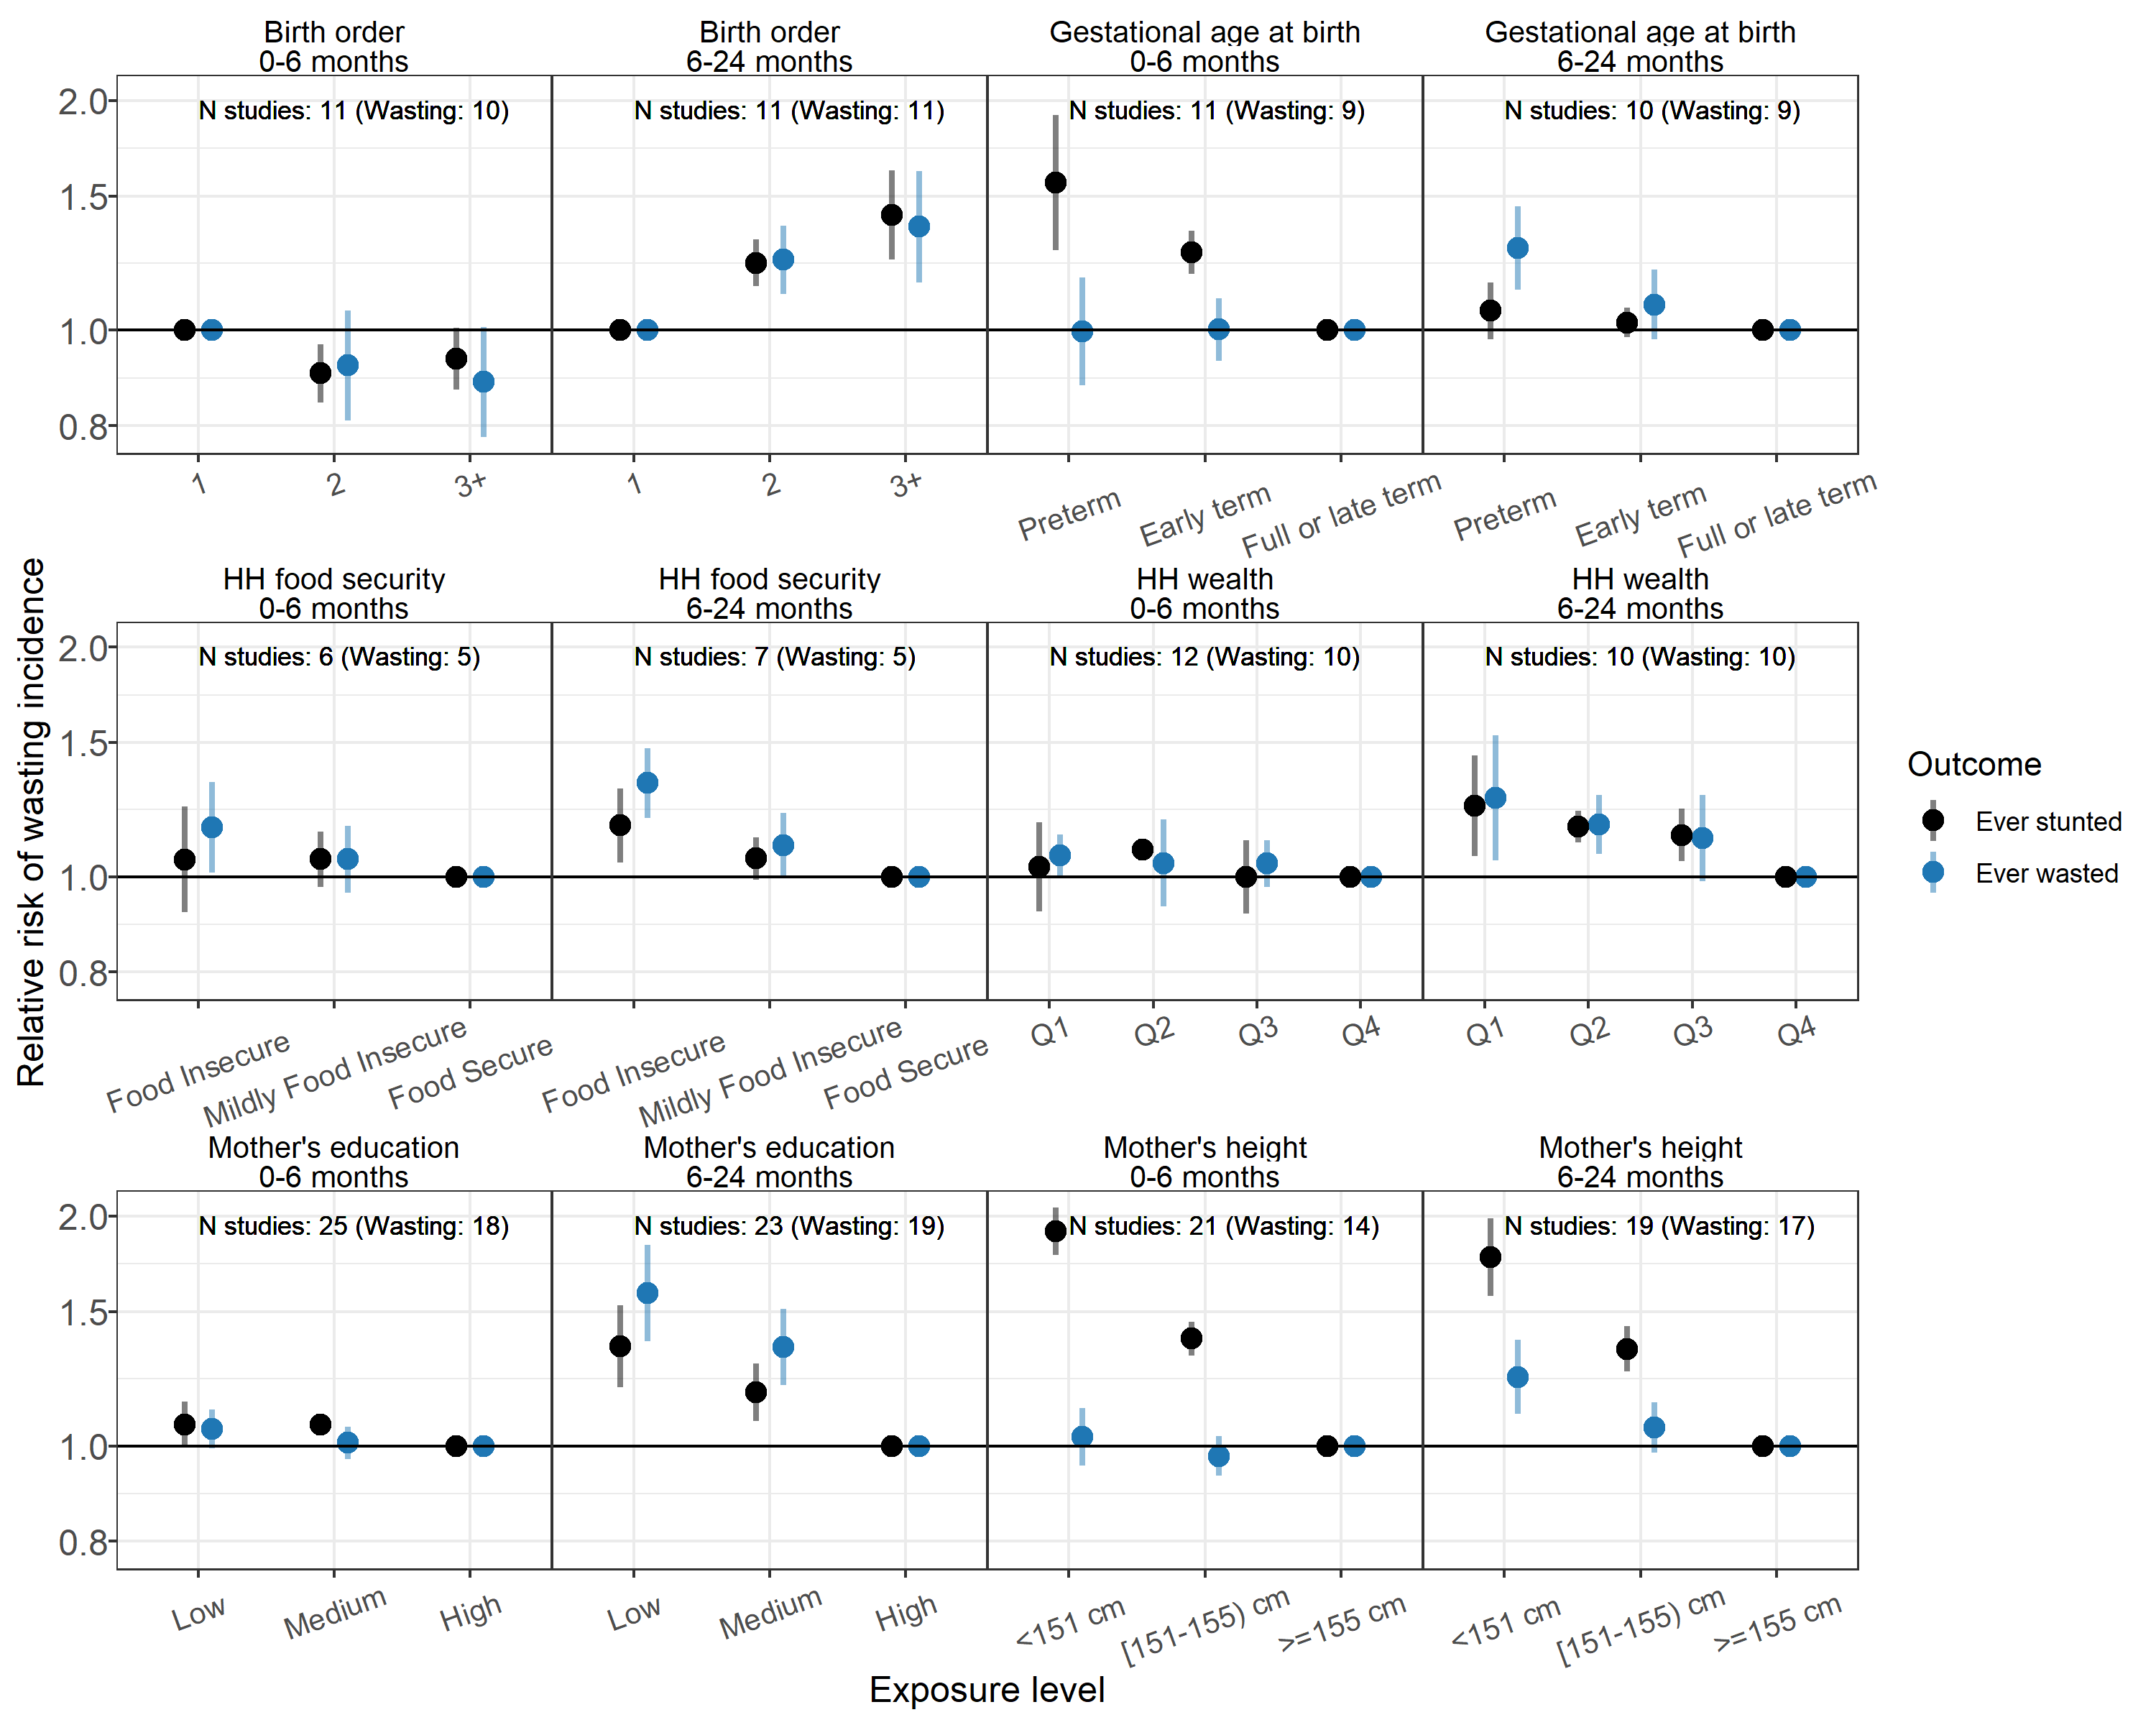 Birth order
0-6 months
Birth order
6-24 months
Gestational age at birth
0-6 months
Gestational age at birth
6-24 months
N studies: 11 (Wasting: 10)
N studies: 11 (Wasting: 11)
N studies: 11 (Wasting: 9)
N studies: 10 (Wasting: 9)
2.0
1.5
1.0
0.8
1
2
3+
1
2
3+
Preterm
Early term
Full or late term
Preterm
Early term
Full or late term
Relative risk of wasting incidence
HH food security
0-6 months
HH food security
6-24 months
HH wealth
0-6 months
HH wealth
6-24 months
N studies: 6 (Wasting: 5)
N studies: 7 (Wasting: 5)
N studies: 12 (Wasting: 10)
N studies: 10 (Wasting: 10)
2.0
1.5
1.0
0.8
Food Insecure
Mildly Food Insecure
Food Secure
Food Insecure
Mildly Food Insecure
Food Secure
Q1
Q2
Q3
Q4
Q1
Q2
Q3
Q4
Outcome
Ever stunted
Ever wasted
Mother's education
0-6 months
Mother's education
6-24 months
Mother's height
0-6 months
Mother's height
6-24 months
N studies: 25 (Wasting: 18)
N studies: 23 (Wasting: 19)
N studies: 21 (Wasting: 14)
N studies: 19 (Wasting: 17)
2.0
1.5
1.0
0.8
Low
Medium
High
Low
Medium
High
<151 cm
[151-155) cm
>=155 cm
<151 cm
[151-155) cm
>=155 cm
Exposure level